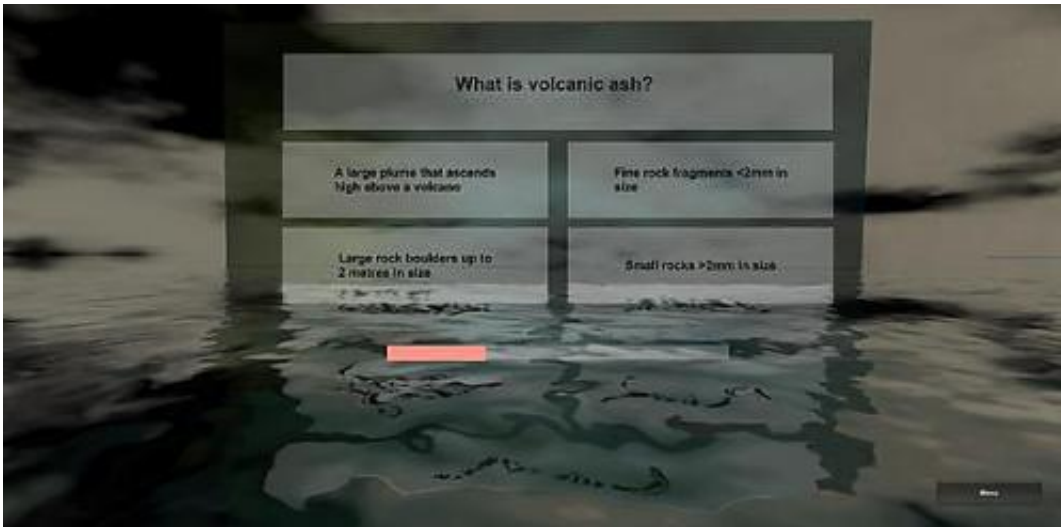 What is volcanic ash?
A large plume that ascends
high above a volcano
Fine rock fragments <2mm in
size
Large rock boulders up to
2 metres in size
Small rocks >2mm in size
Menu